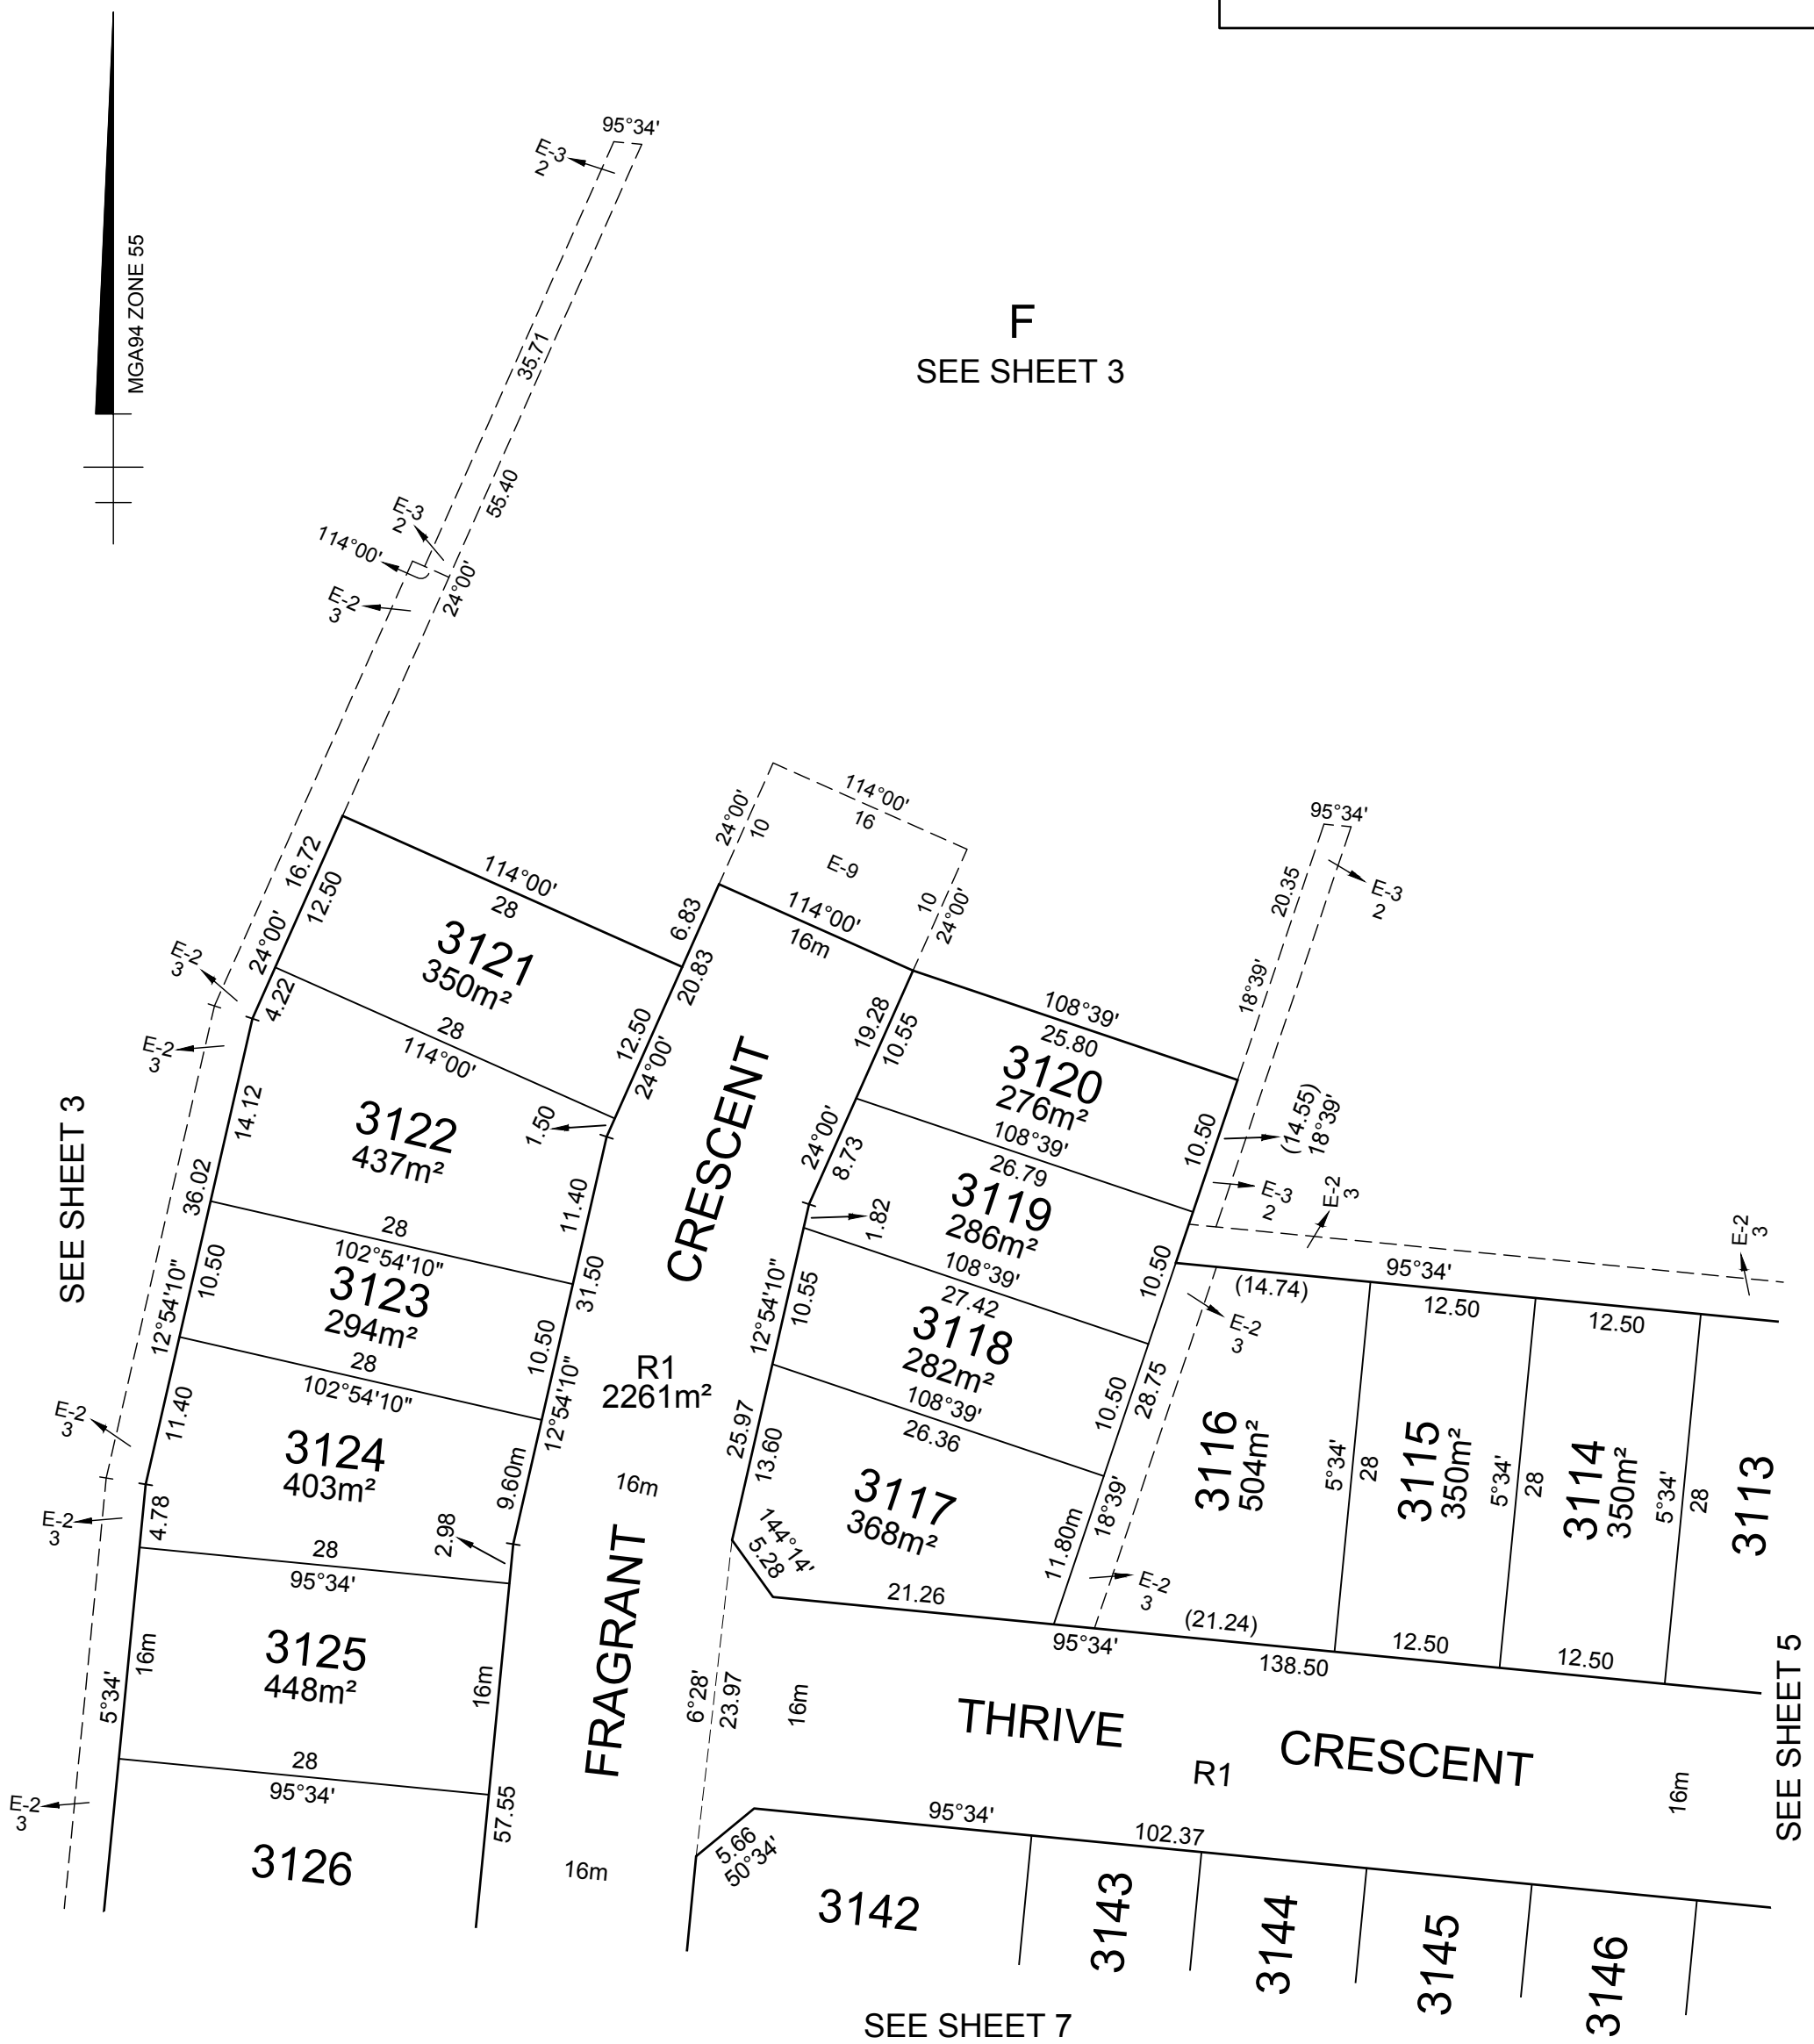 MGA94 ZONE 55
95°34'
E-3
2
35.71
55.40
E-3
2
114°00'
24°00'
E-2
3
F
SEE SHEET 3
16.72
12.50
24°00'
4.22
E-2
3
E-2
3
114°00'
28
3121
350m²
28
114°00'
6.83
20.83
12.50
24°00'
24°00'
10
114°00'
16
E-9
10
24°00'
114°00'
16m
95°34'
20.35
E-3
2
18°39'
(14.55)
18°39'
E-3
2
E-2
3
108°39'
25.80
3120
276m²
10.50
19.28
10.55
24°00'
8.73
108°39'
26.79
3119
286m²
10.50
1.82
108°39'
27.42
3118
282m²
10.50
12°54'10"
10.55
25.97
13.60
108°39'
26.36
3117
368m²
144°14'
5.28
21.26
11.80m
18°39'
28.75
E-2
3
E-2
3
SEE SHEET 3
14.12
36.02
3122
437m²
1.50
11.40
28
102°54'10"
10.50
12°54'10"
3123
294m²
31.50
10.50
12°54'10"
28
102°54'10"
11.40
E-2
3
3124
403m²
9.60m
2.98
4.78
E-2
3
28
95°34'
3125
448m²
16m
5°34'
16m
28
95°34'
57.55
E-2
3
3126
CRESCENT
R1
2261m²
16m
FRAGRANT
16m
6°28'
23.97
16m
95°34'
E-2
3
(14.74)
12.50
12.50
3116
504m²
5°34'
28
3115
350m²
5°34'
28
3114
350m²
5°34'
28
3113
(21.24)
12.50
12.50
95°34'
138.50
SEE SHEET 5
THRIVE
CRESCENT
R1
16m
95°34'
102.37
5.66
50°34'
3142
3143
3144
3145
3146
SEE SHEET 7